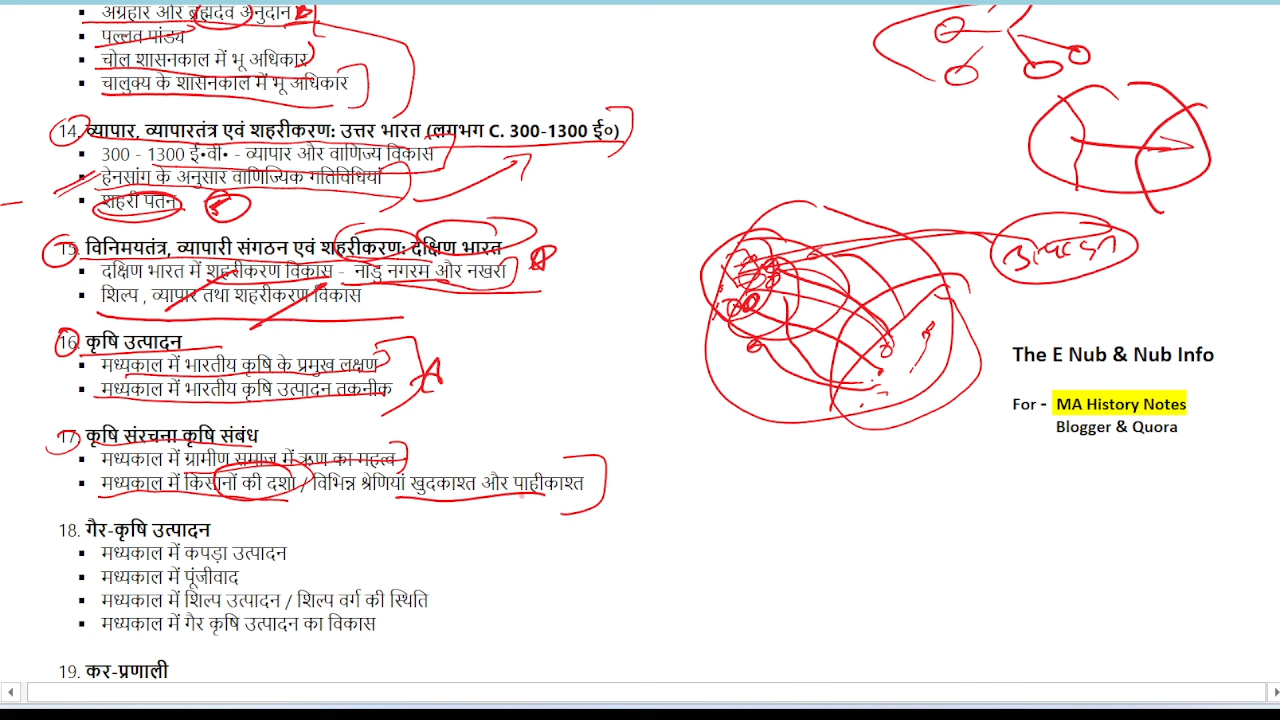 अग्रहार और ब्रह्मदेव अनुदान
पल्लव पांड्य
चोल शासनकाल में भू अधिकार
चालुक्य के शासनकाल में भू अधिकार
14. व्यापार, व्यापारतंत्र एवं शहरीकरण: उत्तर भारत (लगभग C. 300-1300 ई०)
300 - 1300 ई॰वी॰ - व्यापार और वाणिज्य विकास
हेनसांग के अनुसार वाणिज्यिक गतिविधियां
शहरी पतन
15. विनिमयतंत्र, व्यापारी संगठन एवं शहरीकरण: दक्षिण भारत
दक्षिण भारत में शहरीकरण विकास - नाडु नगरम और नखरा
शिल्प , व्यापार तथा शहरीकरण विकास
16. कृषि उत्पादन
मध्यकाल में भारतीय कृषि के प्रमुख लक्षण
मध्यकाल में भारतीय कृषि उत्पादन तकनीक
17. कृषि संरचना कृषि संबंध
मध्यकाल में ग्रामीण समाज में ऋण का महत्व
मध्यकाल में किसानों की दशा / विभिन्न श्रेणियां खुदकाश्त और पाहीकाश्त
18. गैर-कृषि उत्पादन
मध्यकाल में कपड़ा उत्पादन
मध्यकाल में पूंजीवाद
मध्यकाल में शिल्प उत्पादन / शिल्प वर्ग की स्थिति
मध्यकाल में गैर कृषि उत्पादन का विकास
19. कर-प्रणाली
The E Nub & Nub Info
For - MA History Notes
Blogger & Quora